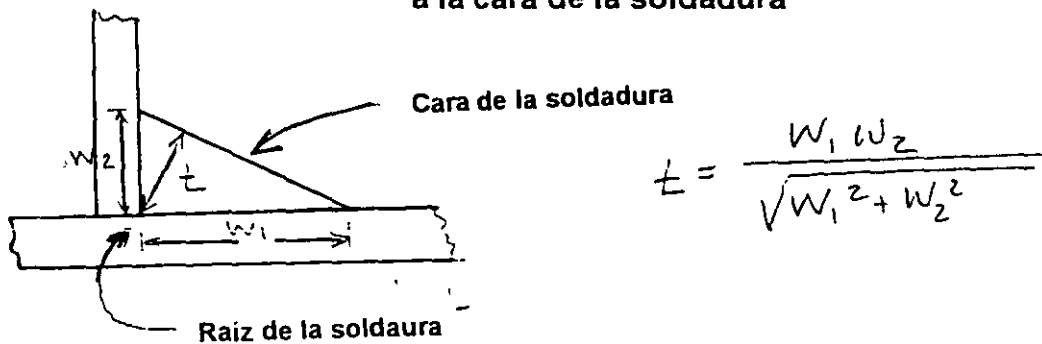 a la cara de la soldadura
Cara de la soldadura
W2
t
W1
t = W1 W2 / √W1² + W2²
Raiz de la soldaura